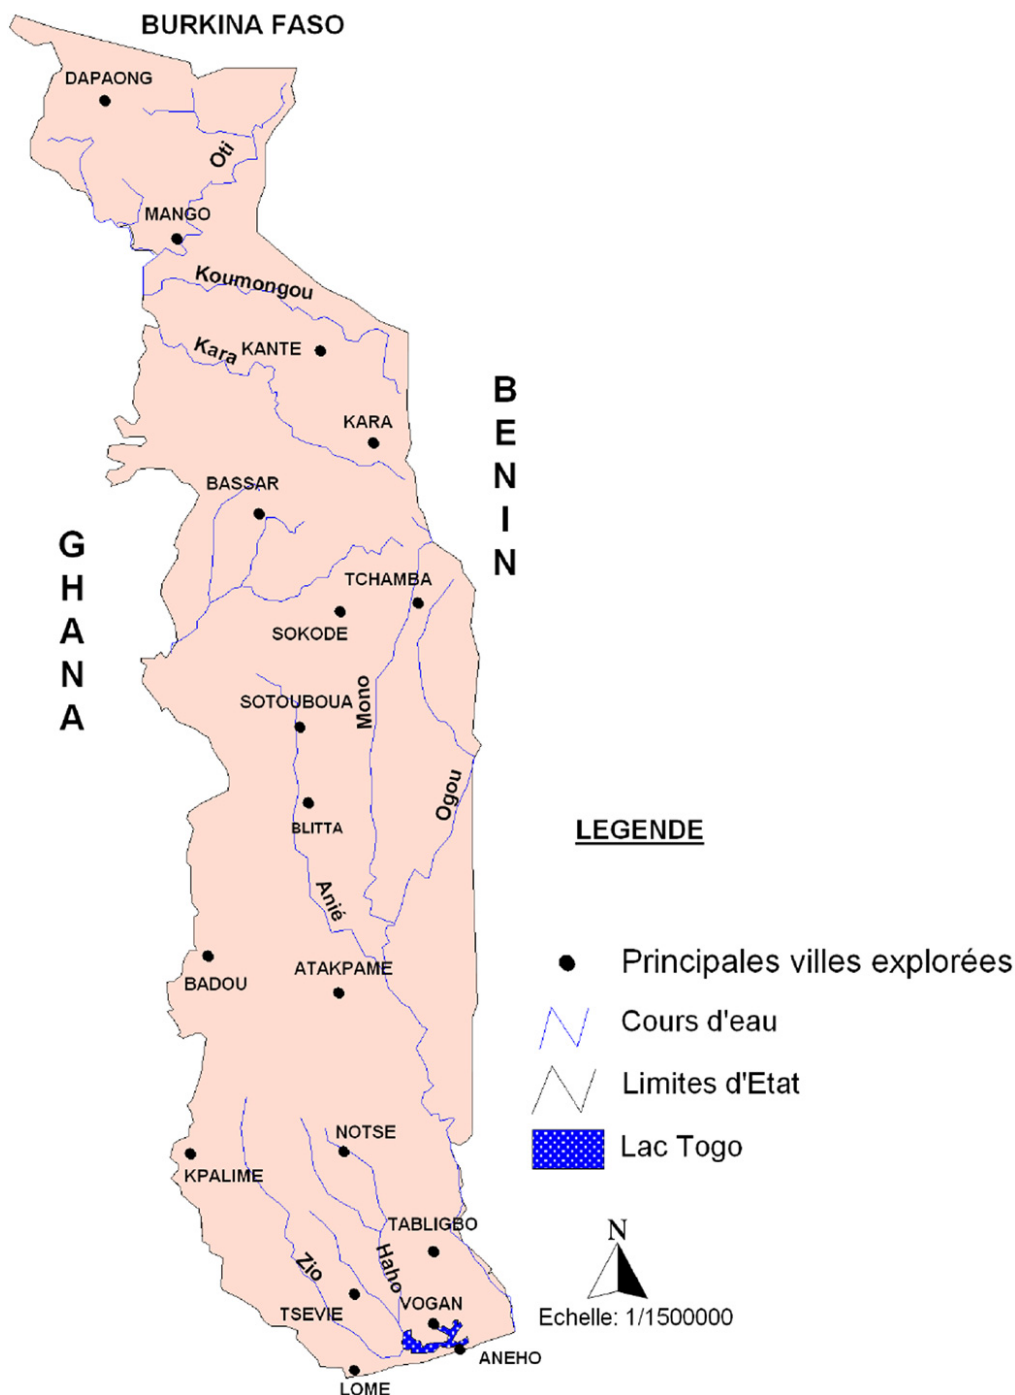 BURKINA FASO
DAPAONG
Oti
MANGO
Koumongou
Kara
KANTE
KARA
BENIN
BASSAR
GHANA
TCHAMBA
SOKODE
SOTOUBOUA
Mono
Ogou
BLITTA
Anié
BADOU
ATAKPAME
NOTSE
KPALIME
TABLIGBO
Zio
Haho
TSEVIE
VOGAN
ANEHO
LOME
LEGENDE
Principales villes explorées
Cours d'eau
Limites d'Etat
Lac Togo
N
Echelle: 1/1500000